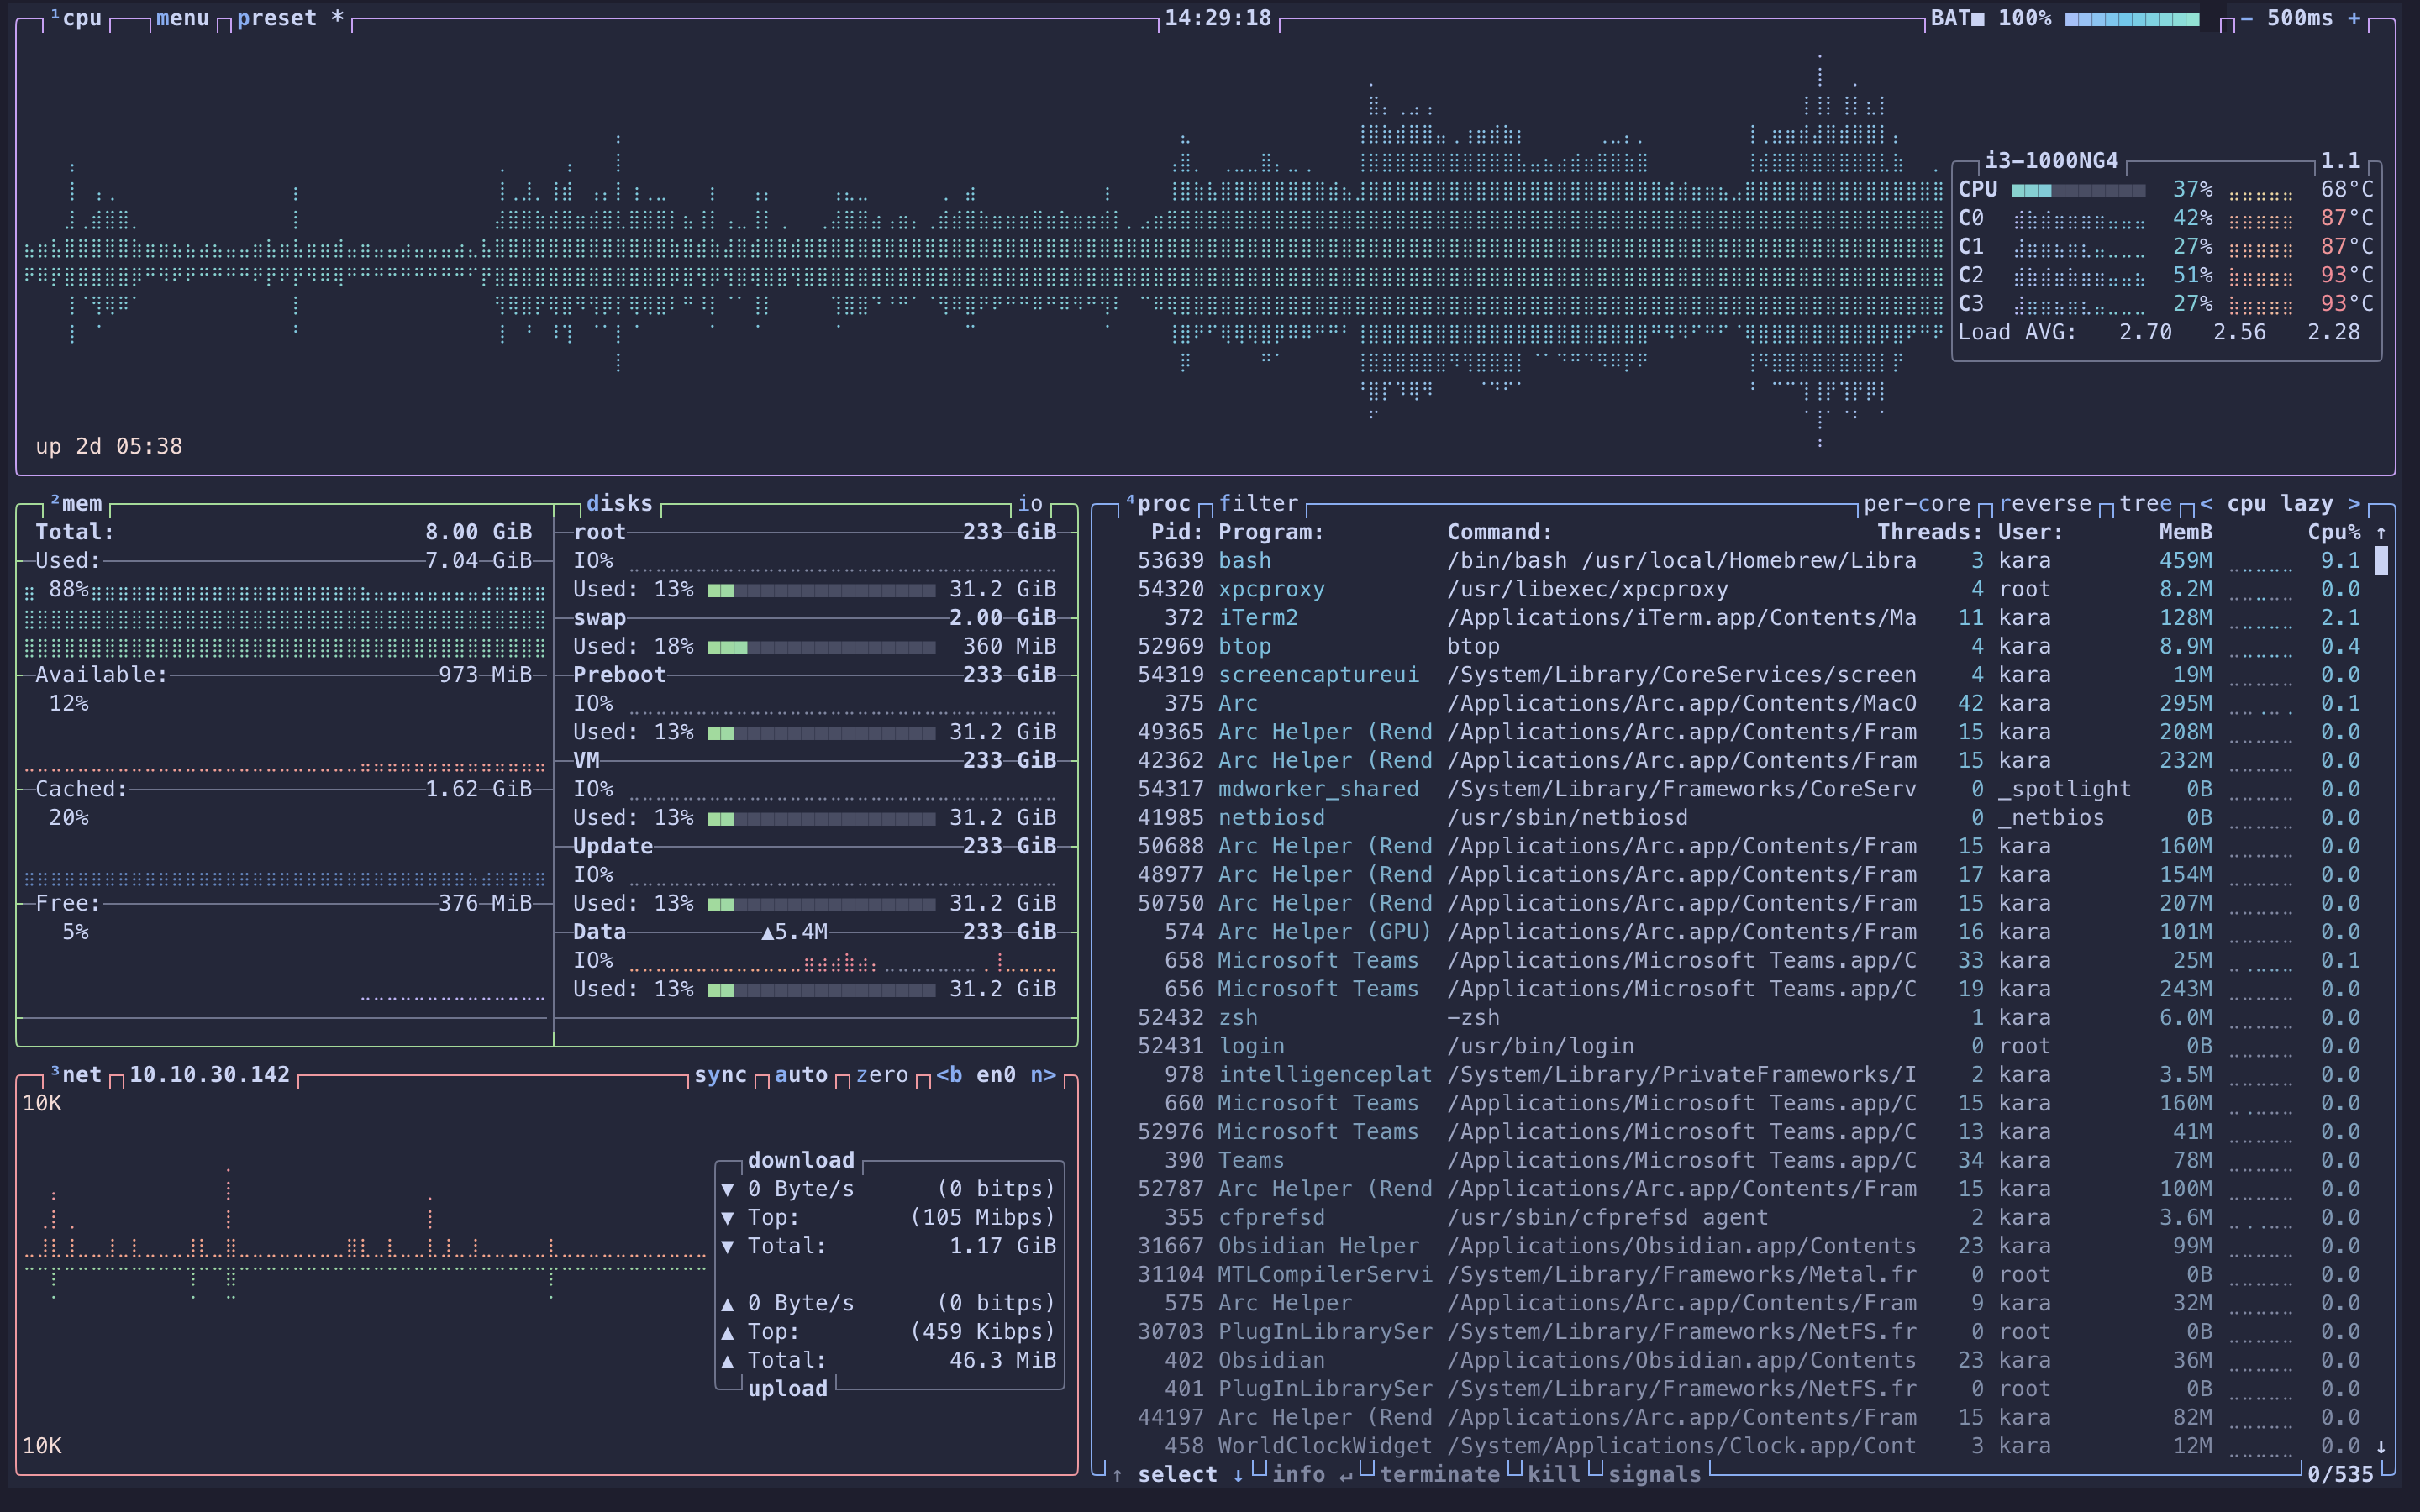 ¹cpu menu preset * 14:29:18 BAT■ 100% - 500ms +
i3-1000NG4 1.1
CPU 37% 68°C
C0 42% 87°C
C1 27% 87°C
C2 51% 93°C
C3 27% 93°C
Load AVG: 2.70 2.56 2.28
up 2d 05:38
²mem
Total: 8.00 GiB
Used: 7.04 GiB
88%
Available: 973 MiB
12%
Cached: 1.62 GiB
20%
Free: 376 MiB
5%
disks io
root 233 GiB
IO%
Used: 13% 31.2 GiB
swap 2.00 GiB
Used: 18% 360 MiB
Preboot 233 GiB
IO%
Used: 13% 31.2 GiB
VM 233 GiB
IO%
Used: 13% 31.2 GiB
Update 233 GiB
IO%
Used: 13% 31.2 GiB
Data ▲5.4M 233 GiB
IO%
Used: 13% 31.2 GiB
³net 10.10.30.142 sync auto zero <b en0 n>
10K
download
▼ 0 Byte/s (0 bitps)
▼ Top: (105 Mibps)
▼ Total: 1.17 GiB
▲ 0 Byte/s (0 bitps)
▲ Top: (459 Kibps)
▲ Total: 46.3 MiB
upload
10K
⁴proc filter per-core reverse tree < cpu lazy >
Pid: Program: Command: Threads: User: MemB Cpu% ↑
53639 bash /bin/bash /usr/local/Homebrew/Libra 3 kara 459M 9.1
54320 xpcproxy /usr/libexec/xpcproxy 4 root 8.2M 0.0
372 iTerm2 /Applications/iTerm.app/Contents/Ma 11 kara 128M 2.1
52969 btop btop 4 kara 8.9M 0.4
54319 screencaptureui /System/Library/CoreServices/screen 4 kara 19M 0.0
375 Arc /Applications/Arc.app/Contents/MacO 42 kara 295M 0.1
49365 Arc Helper (Rend /Applications/Arc.app/Contents/Fram 15 kara 208M 0.0
42362 Arc Helper (Rend /Applications/Arc.app/Contents/Fram 15 kara 232M 0.0
54317 mdworker_shared /System/Library/Frameworks/CoreServ 0 _spotlight 0B 0.0
41985 netbiosd /usr/sbin/netbiosd 0 _netbios 0B 0.0
50688 Arc Helper (Rend /Applications/Arc.app/Contents/Fram 15 kara 160M 0.0
48977 Arc Helper (Rend /Applications/Arc.app/Contents/Fram 17 kara 154M 0.0
50750 Arc Helper (Rend /Applications/Arc.app/Contents/Fram 15 kara 207M 0.0
574 Arc Helper (GPU) /Applications/Arc.app/Contents/Fram 16 kara 101M 0.0
658 Microsoft Teams /Applications/Microsoft Teams.app/C 33 kara 25M 0.1
656 Microsoft Teams /Applications/Microsoft Teams.app/C 19 kara 243M 0.0
52432 zsh -zsh 1 kara 6.0M 0.0
52431 login /usr/bin/login 0 root 0B 0.0
978 intelligenceplat /System/Library/PrivateFrameworks/I 2 kara 3.5M 0.0
660 Microsoft Teams /Applications/Microsoft Teams.app/C 15 kara 160M 0.0
52976 Microsoft Teams /Applications/Microsoft Teams.app/C 13 kara 41M 0.0
390 Teams /Applications/Microsoft Teams.app/C 34 kara 78M 0.0
52787 Arc Helper (Rend /Applications/Arc.app/Contents/Fram 15 kara 100M 0.0
355 cfprefsd /usr/sbin/cfprefsd agent 2 kara 3.6M 0.0
31667 Obsidian Helper /Applications/Obsidian.app/Contents 23 kara 99M 0.0
31104 MTLCompilerServi /System/Library/Frameworks/Metal.fr 0 root 0B 0.0
575 Arc Helper /Applications/Arc.app/Contents/Fram 9 kara 32M 0.0
30703 PlugInLibrarySer /System/Library/Frameworks/NetFS.fr 0 root 0B 0.0
402 Obsidian /Applications/Obsidian.app/Contents 23 kara 36M 0.0
401 PlugInLibrarySer /System/Library/Frameworks/NetFS.fr 0 root 0B 0.0
44197 Arc Helper (Rend /Applications/Arc.app/Contents/Fram 15 kara 82M 0.0
458 WorldClockWidget /System/Applications/Clock.app/Cont 3 kara 12M 0.0 ↓
↑ select ↓ info ↵ terminate kill signals 0/535